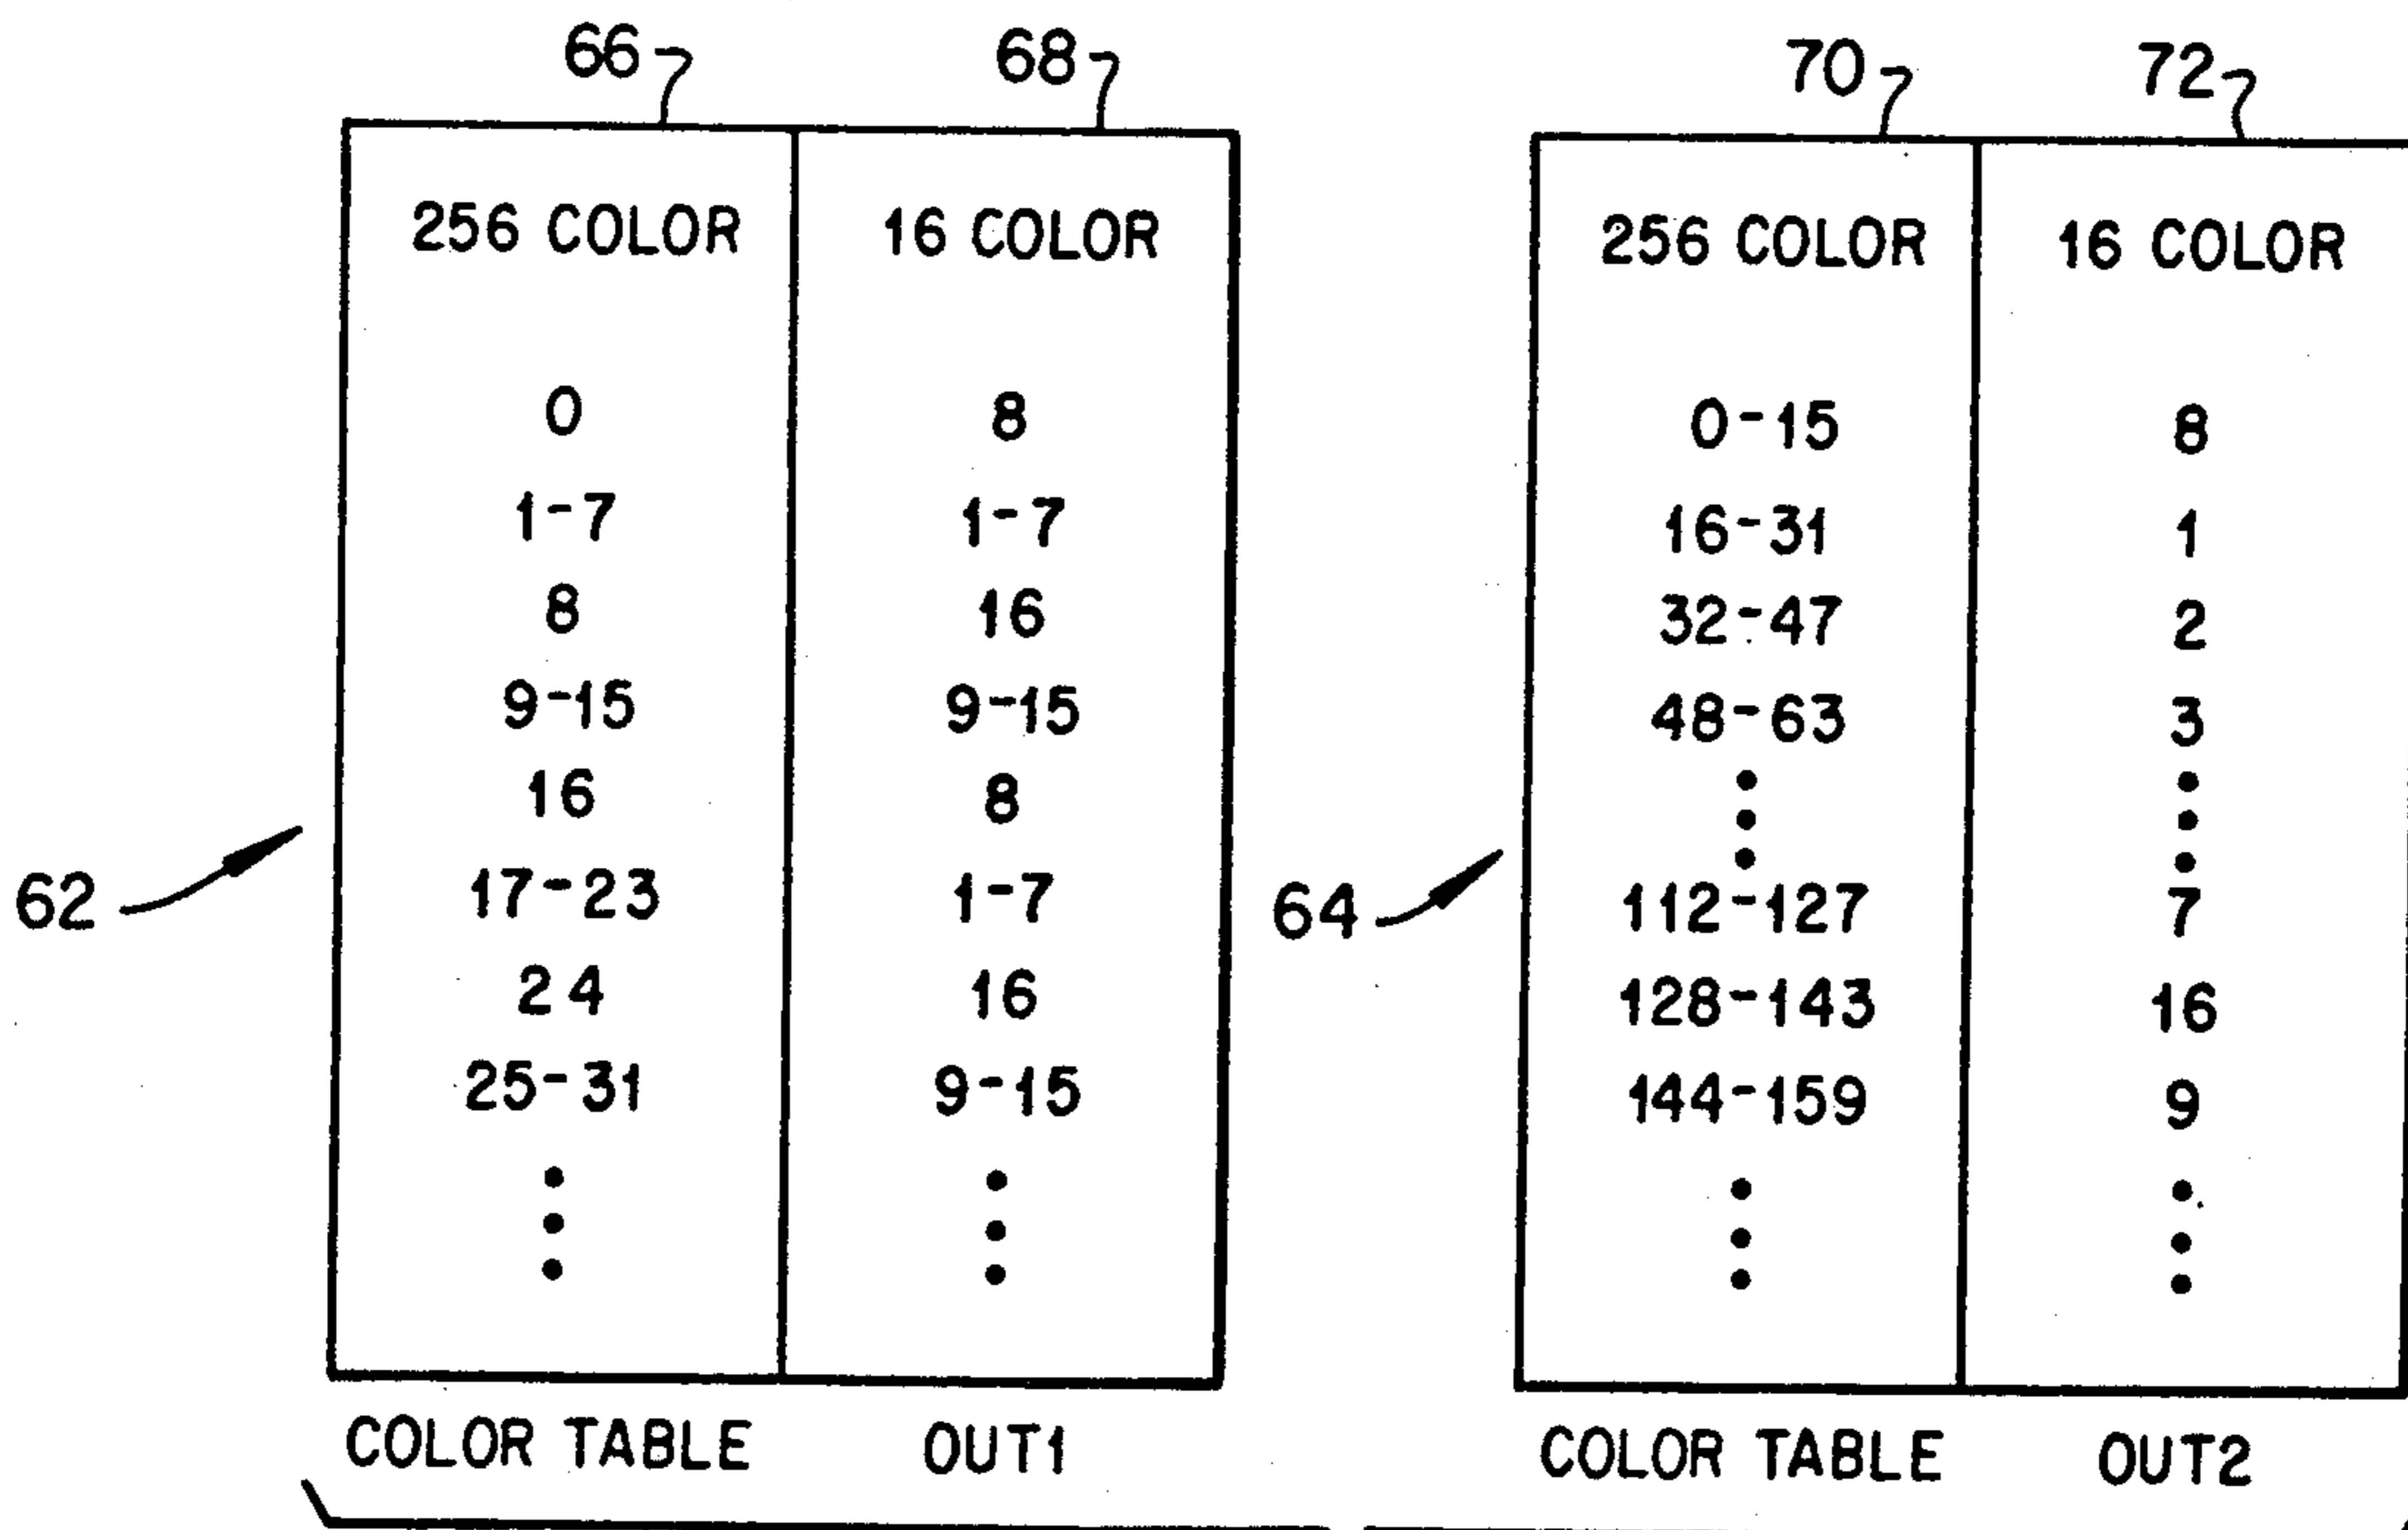 66 68 70 72
256 COLOR 16 COLOR 256 COLOR 16 COLOR
0 8 0-15 8
1-7 1-7 16-31 1
8 16 32-47 2
9-15 9-15 48-63 3
16 8
62 17-23 1-7 64 112-127 7
24 16 128-143 16
25-31 9-15 144-159 9
COLOR TABLE OUT1 COLOR TABLE OUT2